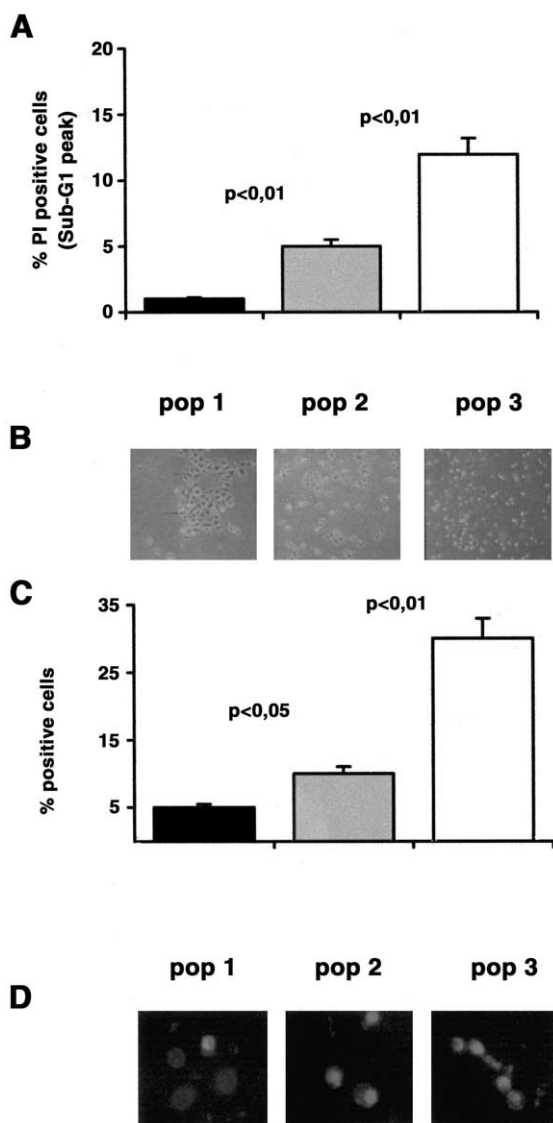 A
% PI positive cells
(Sub-G1 peak)
20
15
10
5
0
p<0,01
p<0,01
pop 1 pop 2 pop 3
B
C
% positive cells
35
25
15
5
p<0,05
p<0,01
pop 1 pop 2 pop 3
D